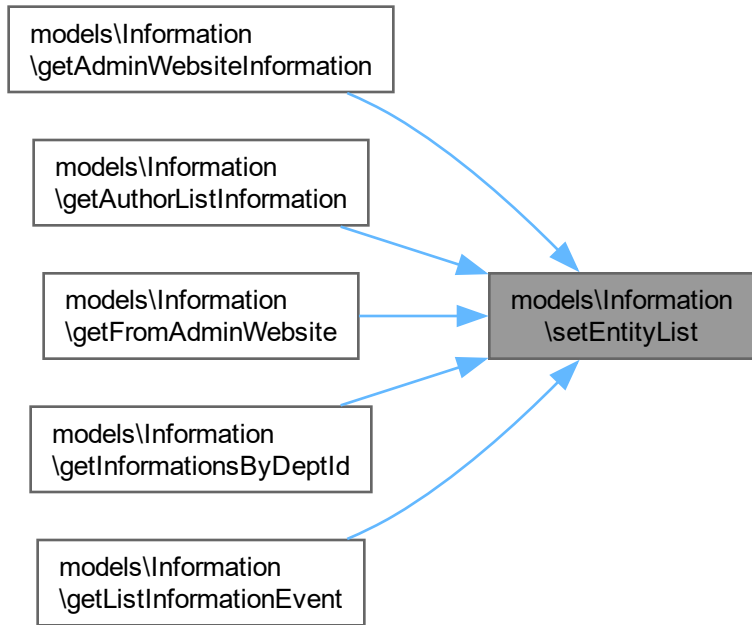 models\Information
\getAdminWebsiteInformation
models\Information
\getAuthorListInformation
models\Information
\getFromAdminWebsite
models\Information
\setEntityList
models\Information
\getInformationsByDeptId
models\Information
\getListInformationEvent